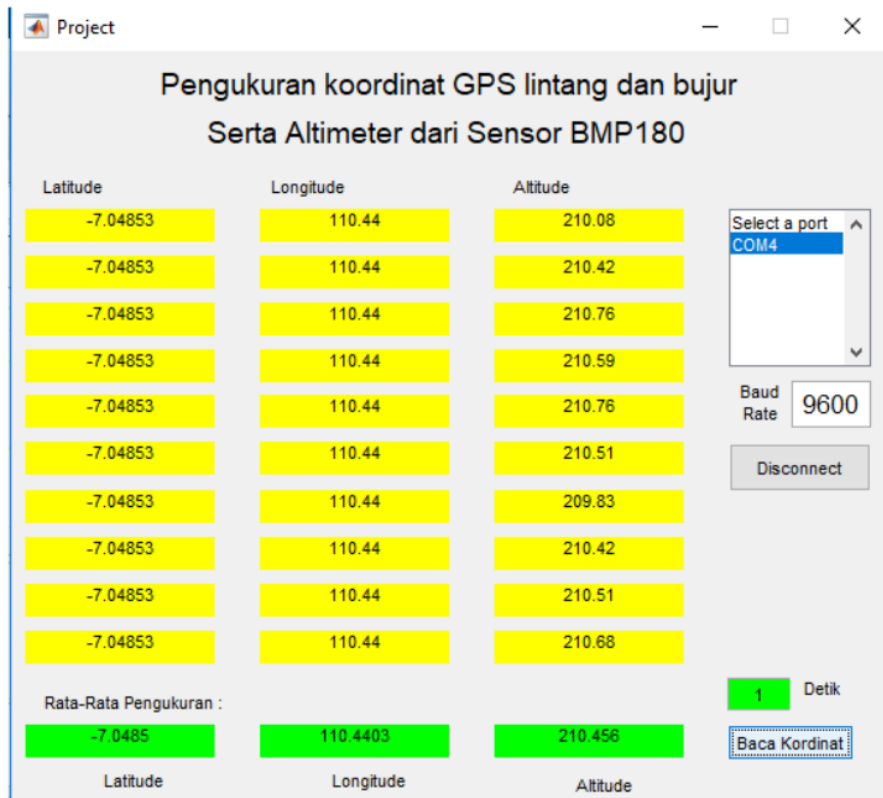 Project
Pengukuran koordinat GPS lintang dan bujur
Serta Altimeter dari Sensor BMP180
Latitude Longitude Altitude
-7.04853 110.44 210.08
Select a port
COM4
-7.04853 110.44 210.42
-7.04853 110.44 210.76
-7.04853 110.44 210.59
-7.04853 110.44 210.76
Baud
Rate
9600
-7.04853 110.44 210.51
Disconnect
-7.04853 110.44 209.83
-7.04853 110.44 210.42
-7.04853 110.44 210.51
-7.04853 110.44 210.68
Rata-Rata Pengukuran :
1 Detik
-7.0485 110.4403 210.456
Baca Kordinat
Latitude Longitude Altitude